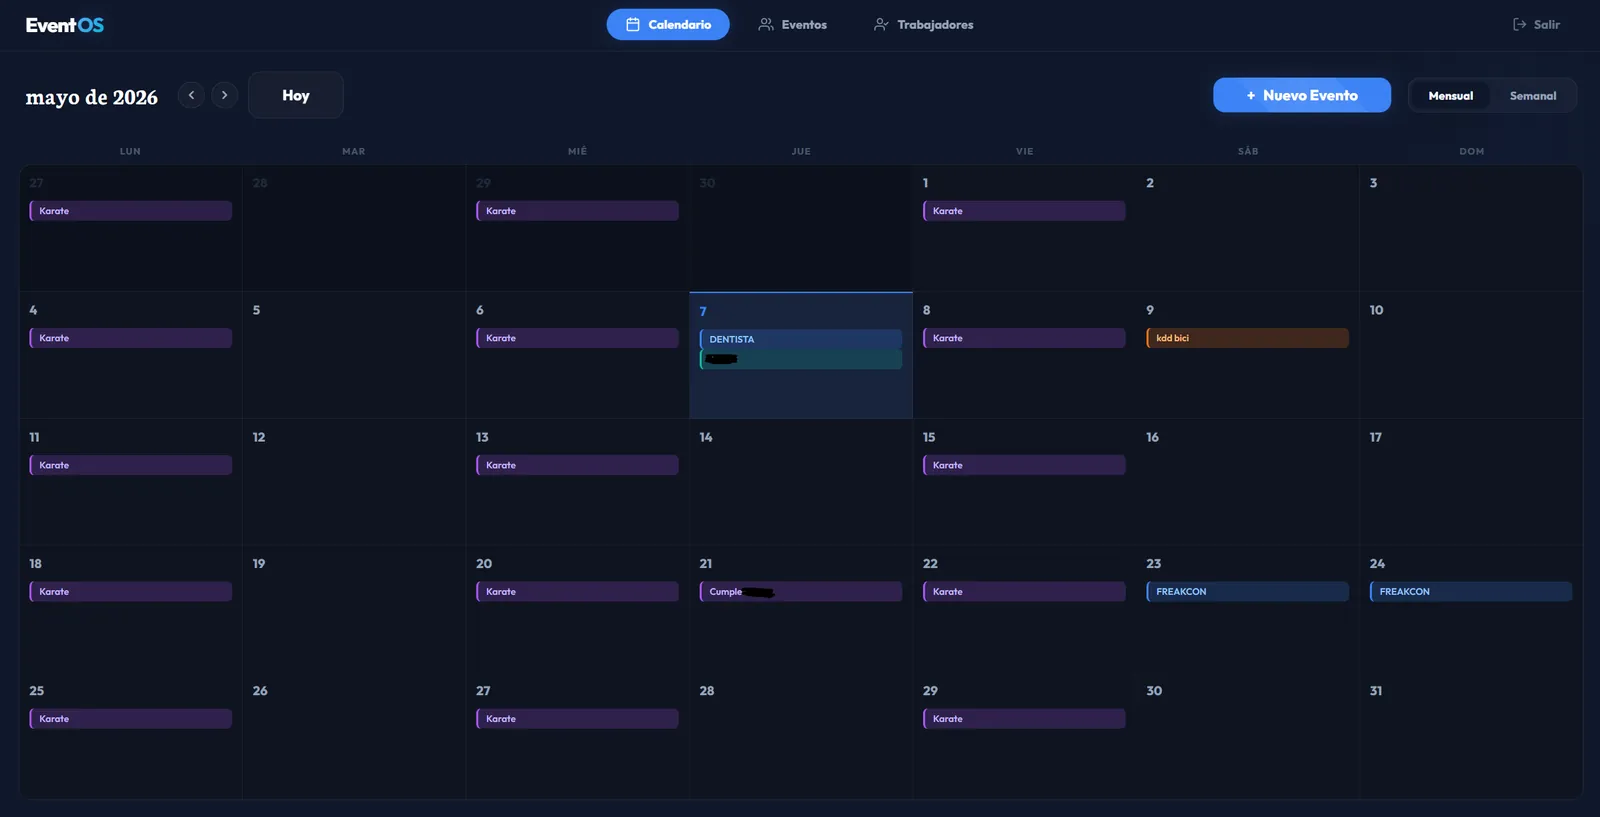 EventOS
Calendario
Eventos
Trabajadores
Salir
mayo de 2026
Hoy
+ Nuevo Evento
Mensual
Semanal
LUN MAR MIÉ JUE VIE SÁB DOM
27 28 29 30 1 2 3
Karate Karate Karate
4 5 6 7 8 9 10
Karate Karate DENTISTA Karate kdd bici
11 12 13 14 15 16 17
Karate Karate Karate
18 19 20 21 22 23 24
Karate Karate Cumple Karate FREAKCON FREAKCON
25 26 27 28 29 30 31
Karate Karate Karate